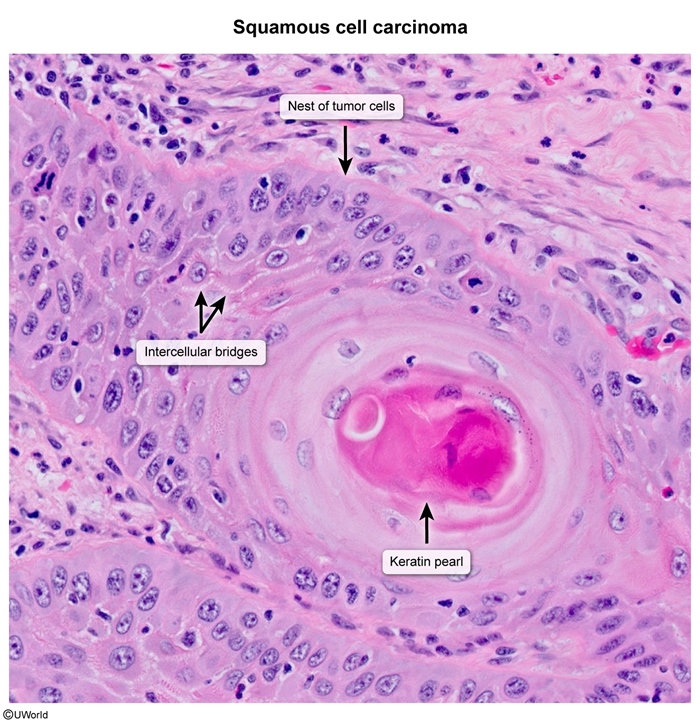 Squamous cell carcinoma
Nest of tumor cells
Intercellular bridges
Keratin pearl
©UWorld